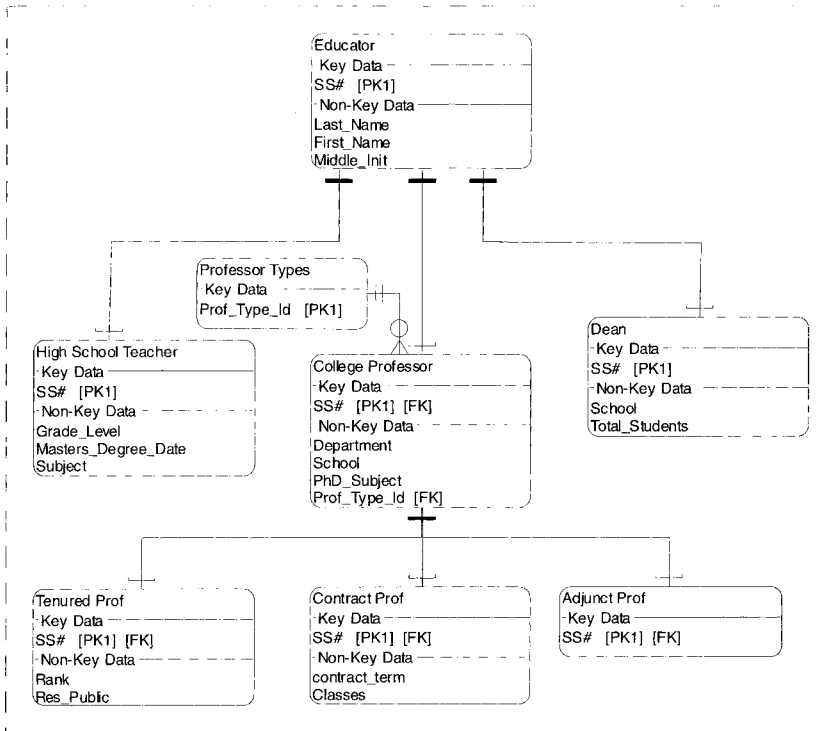 Educator
Key Data
SS# [PK1]
Non-Key Data
Last_Name
First_Name
Middle_Init
Professor Types
Key Data
Prof_Type_Id [PK1]
High School Teacher
Key Data
SS# [PK1]
Non-Key Data
Grade_Level
Masters_Degree_Date
Subject
College Professor
Key Data
SS# [PK1] [FK]
Non-Key Data
Department
School
PhD_Subject
Prof_Type_Id [FK]
Dean
Key Data
SS# [PK1]
Non-Key Data
School
Total_Students
Tenured Prof
Key Data
SS# [PK1] [FK]
Non-Key Data
Rank
Res_Public
Contract Prof
Key Data
SS# [PK1] [FK]
Non-Key Data
contract_term
Classes
Adjunct Prof
Key Data
SS# [PK1] [FK]